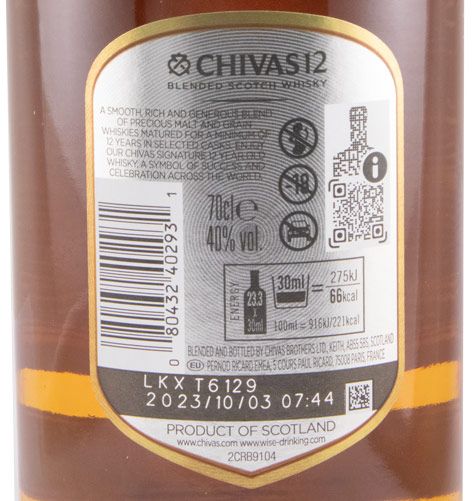 CHIVAS12
BLENDED SCOTCH WHISKY
A SMOOTH, RICH AND GENEROUS BLEND
OF PRECIOUS MALT AND GRAIN
WHISKIES MATURED FOR A MINIMUM OF
12 YEARS IN SELECTED CASKS. ENJOY
OUR CHIVAS SIGNATURE 12 YEAR OLD
WHISKY, A SYMBOL OF SUCCESS AND
CELEBRATION ACROSS THE WORLD.
i
-18
70cl e
40% vol.
0 80432 40293 1
ENERGY
23.3
X
30ml
30ml = 275kJ
66kcal
100ml = 916kJ/221kcal
BLENDED AND BOTTLED BY CHIVAS BROTHERS LTD., KEITH, AB55 5BS, SCOTLAND
EU PERNOD RICARD EMEA, 5 COURS PAUL RICARD, 75008 PARIS, FRANCE
LKX T6129
2023/10/03 07:44
PRODUCT OF SCOTLAND
www.chivas.com www.wise-drinking.com
2CRB9104